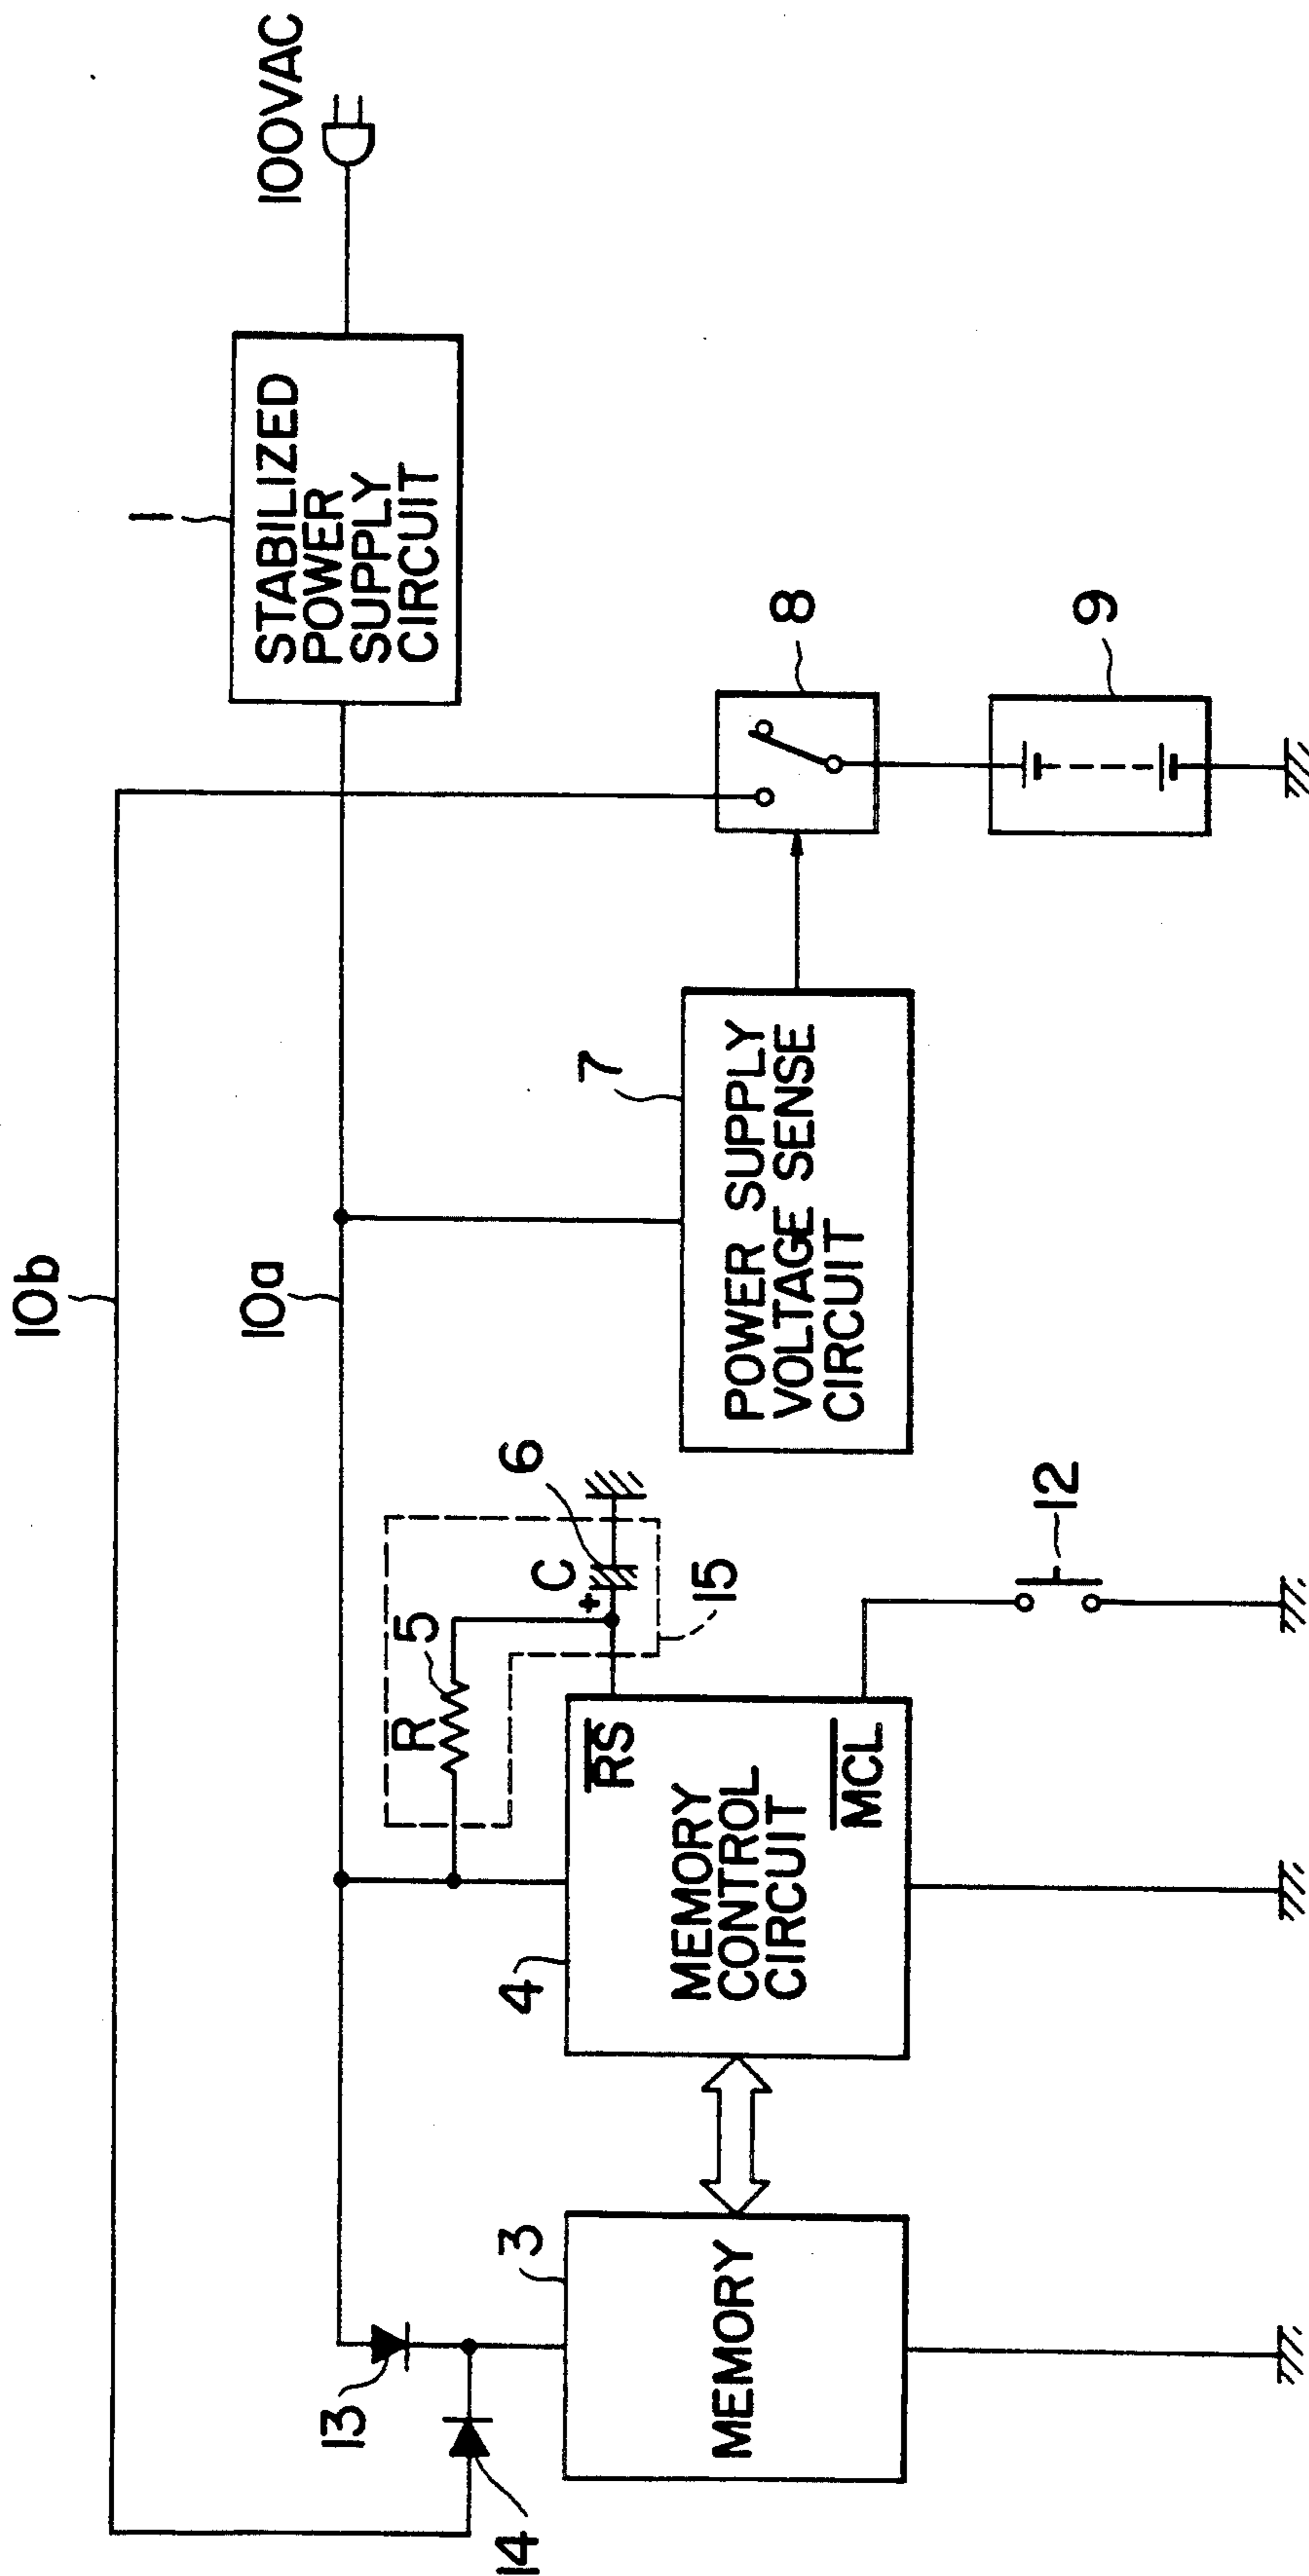 10b
10a
100VAC
1
STABILIZED
POWER
SUPPLY
CIRCUIT
13
14
3
MEMORY
4
MEMORY
CONTROL
CIRCUIT
RS
MCL
R
5
C
+
6
15
12
7
POWER SUPPLY
VOLTAGE SENSE
CIRCUIT
8
9